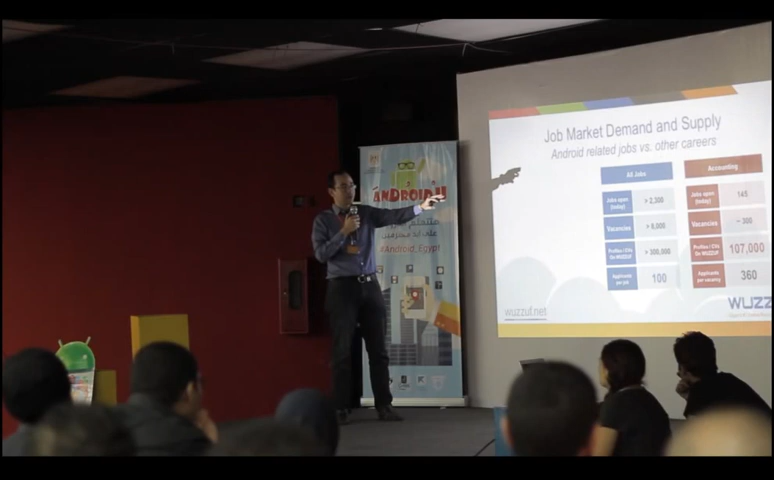 Job Market Demand and Supply
Android related jobs vs. other careers
All Jobs
Accounting
Jobs open (today)
> 2,300
Jobs open (today)
145
Vacancies
Vacancies
~ 300
Profiles / CVs On WUZZUF
> 300,000
Profiles / CVs On WUZZUF
107,000
Applicants per job
100
Applicants per vacancy
360
wuzzuf.net
WUZZ
ANDROID
#Android_Egypt